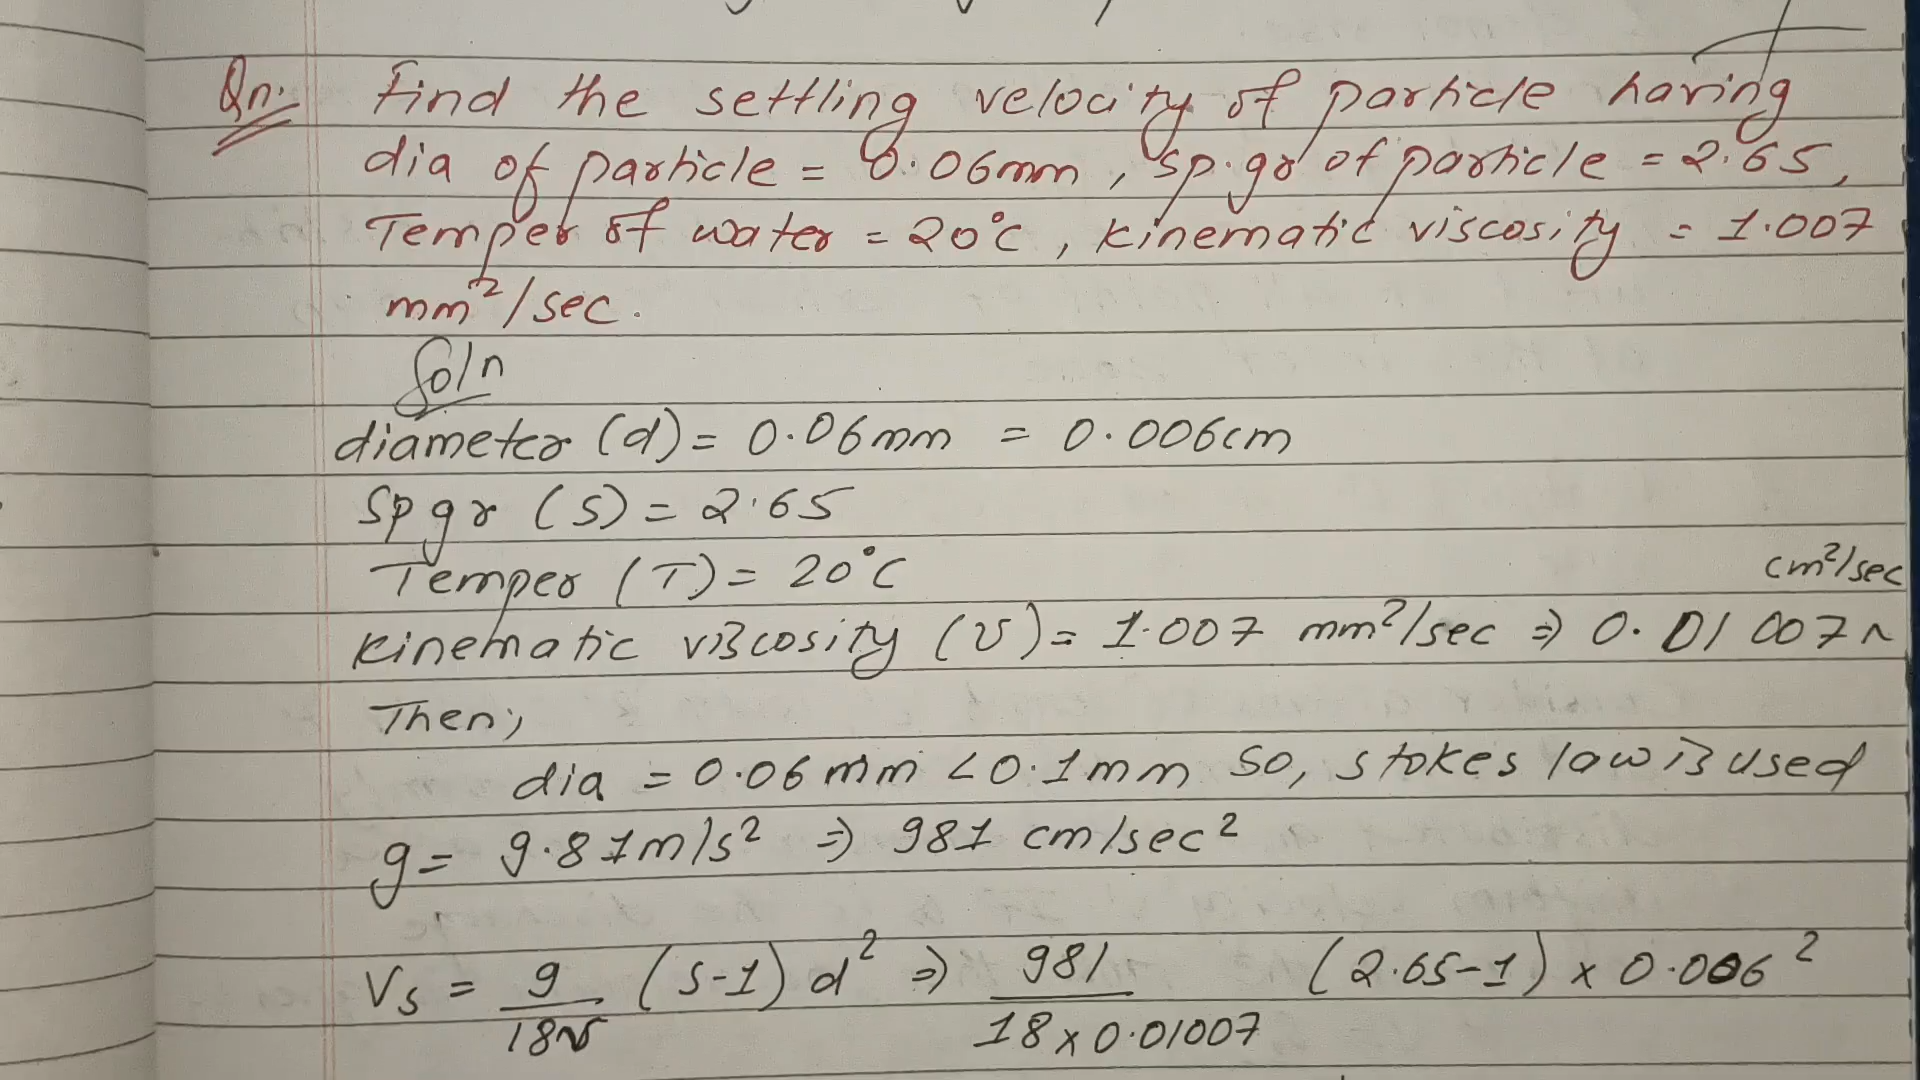 Qn. Find the settling velocity of particle having
dia of particle = 0.06mm, sp.gr of particle = 2.65,
Temper of water = 20°C, kinematic viscosity = 1.007
mm²/sec.
Soln
diameter (d) = 0.06mm = 0.006cm
Sp gr (S) = 2.65
Temper (T) = 20°C
cm²/sec
kinematic viscosity (υ) = 1.007 mm²/sec ⇒ 0.01007 ^
Then;
dia = 0.06 mm < 0.1mm so, stokes law is used
g = 9.81m/s² ⇒ 981 cm/sec²
Vs = g/18υ (S-1) d² ⇒ 981/18 x 0.01007 (2.65-1) x 0.006²